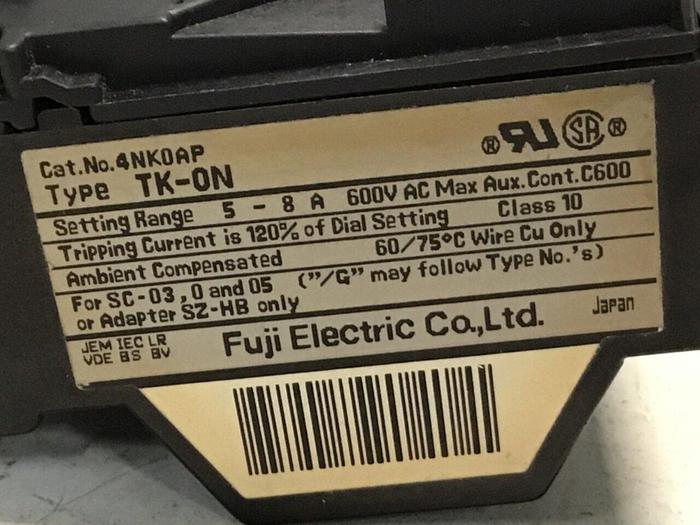 Cat.No.4NK0AP
Type TK-0N
® RU SA ®
Setting Range 5 - 8 A 600V AC Max Aux.Cont.C600
Tripping Current is 120% of Dial Setting Class 10
Ambient Compensated 60/75°C Wire Cu Only
For SC-03,0 and 05 ("/G" may follow Type No.'s)
or Adapter SZ-HB only
JEM IEC LR
VDE BS BV
Fuji Electric Co.,Ltd. Japan